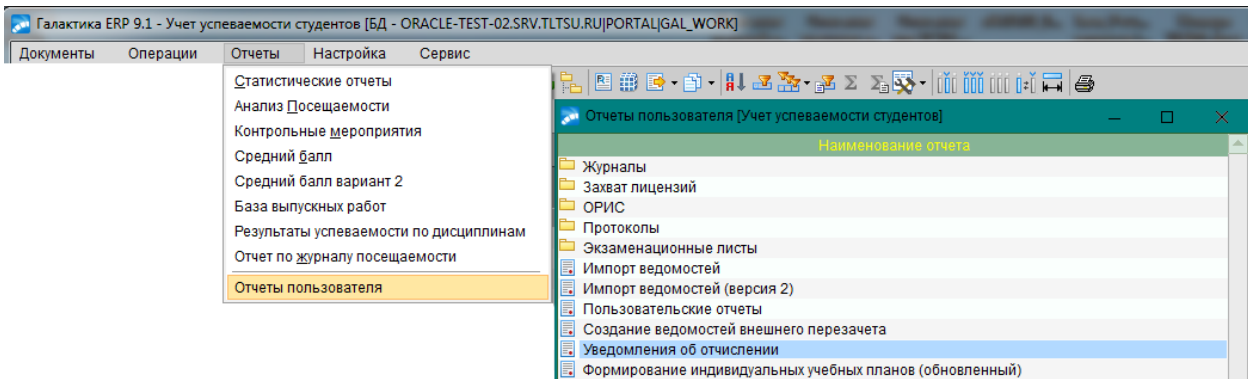 Галактика ERP 9.1 - Учет успеваемости студентов [БД - ORACLE-TEST-02.SRV.TLTSU.RU|PORTAL|GAL_WORK]
Документы Операции Отчеты Настройка Сервис
Статистические отчеты
Анализ Посещаемости
Контрольные мероприятия
Средний балл
Средний балл вариант 2
База выпускных работ
Результаты успеваемости по дисциплинам
Отчет по журналу посещаемости
Отчеты пользователя
Отчеты пользователя [Учет успеваемости студентов]
Наименование отчета
Журналы
Захват лицензий
ОРИС
Протоколы
Экзаменационные листы
Импорт ведомостей
Импорт ведомостей (версия 2)
Пользовательские отчеты
Создание ведомостей внешнего перезачета
Уведомления об отчислении
Формирование индивидуальных учебных планов (обновленный)